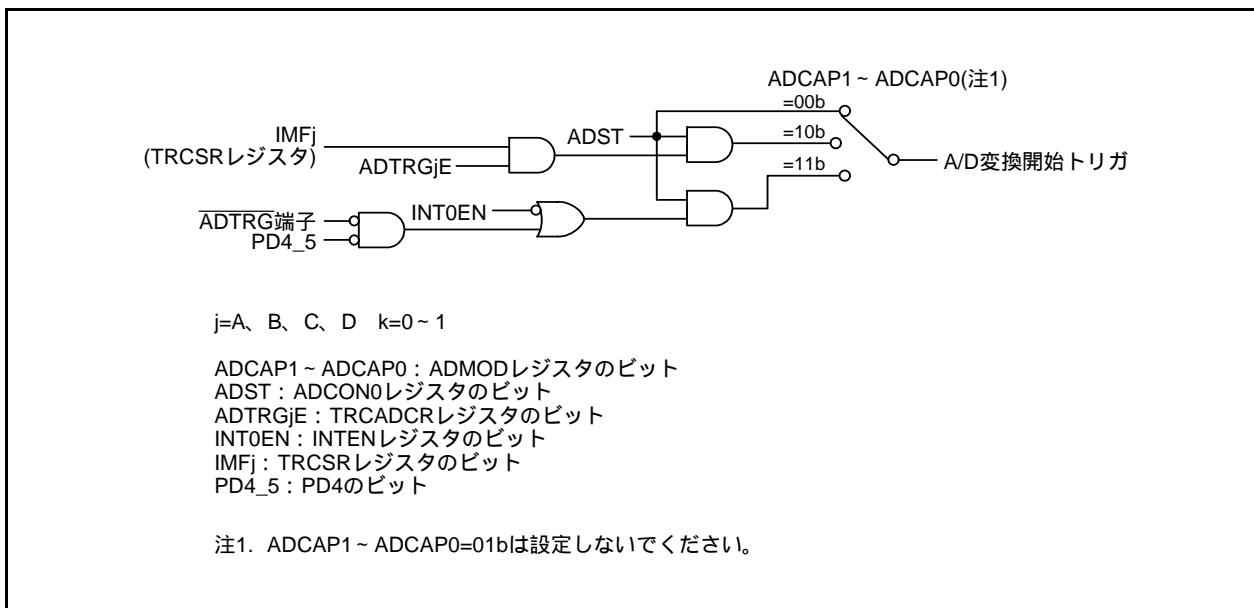 ADCAP1 ~ ADCAP0(注1)
=00b
IMFj
(TRCSRレジスタ)
ADTRGjE
ADST
=10b
=11b
A/D変換開始トリガ
ADTRG端子
PD4_5
INT0EN
j=A、B、C、D k=0 ~ 1
ADCAP1 ~ ADCAP0：ADMODレジスタのビット
ADST：ADCON0レジスタのビット
ADTRGjE：TRCADCRレジスタのビット
INT0EN：INTENレジスタのビット
IMFj：TRCSRレジスタのビット
PD4_5：PD4のビット
注1. ADCAP1 ~ ADCAP0=01bは設定しないでください。